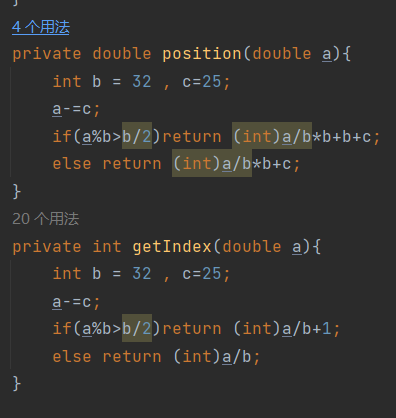 }
4 个用法
private double position(double a){
    int b = 32 , c=25;
    a-=c;
    if(a%b>b/2)return (int)a/b*b+b+c;
    else return (int)a/b*b+c;
}
20 个用法
private int getIndex(double a){
    int b = 32 , c=25;
    a-=c;
    if(a%b>b/2)return (int)a/b+1;
    else return (int)a/b;
}